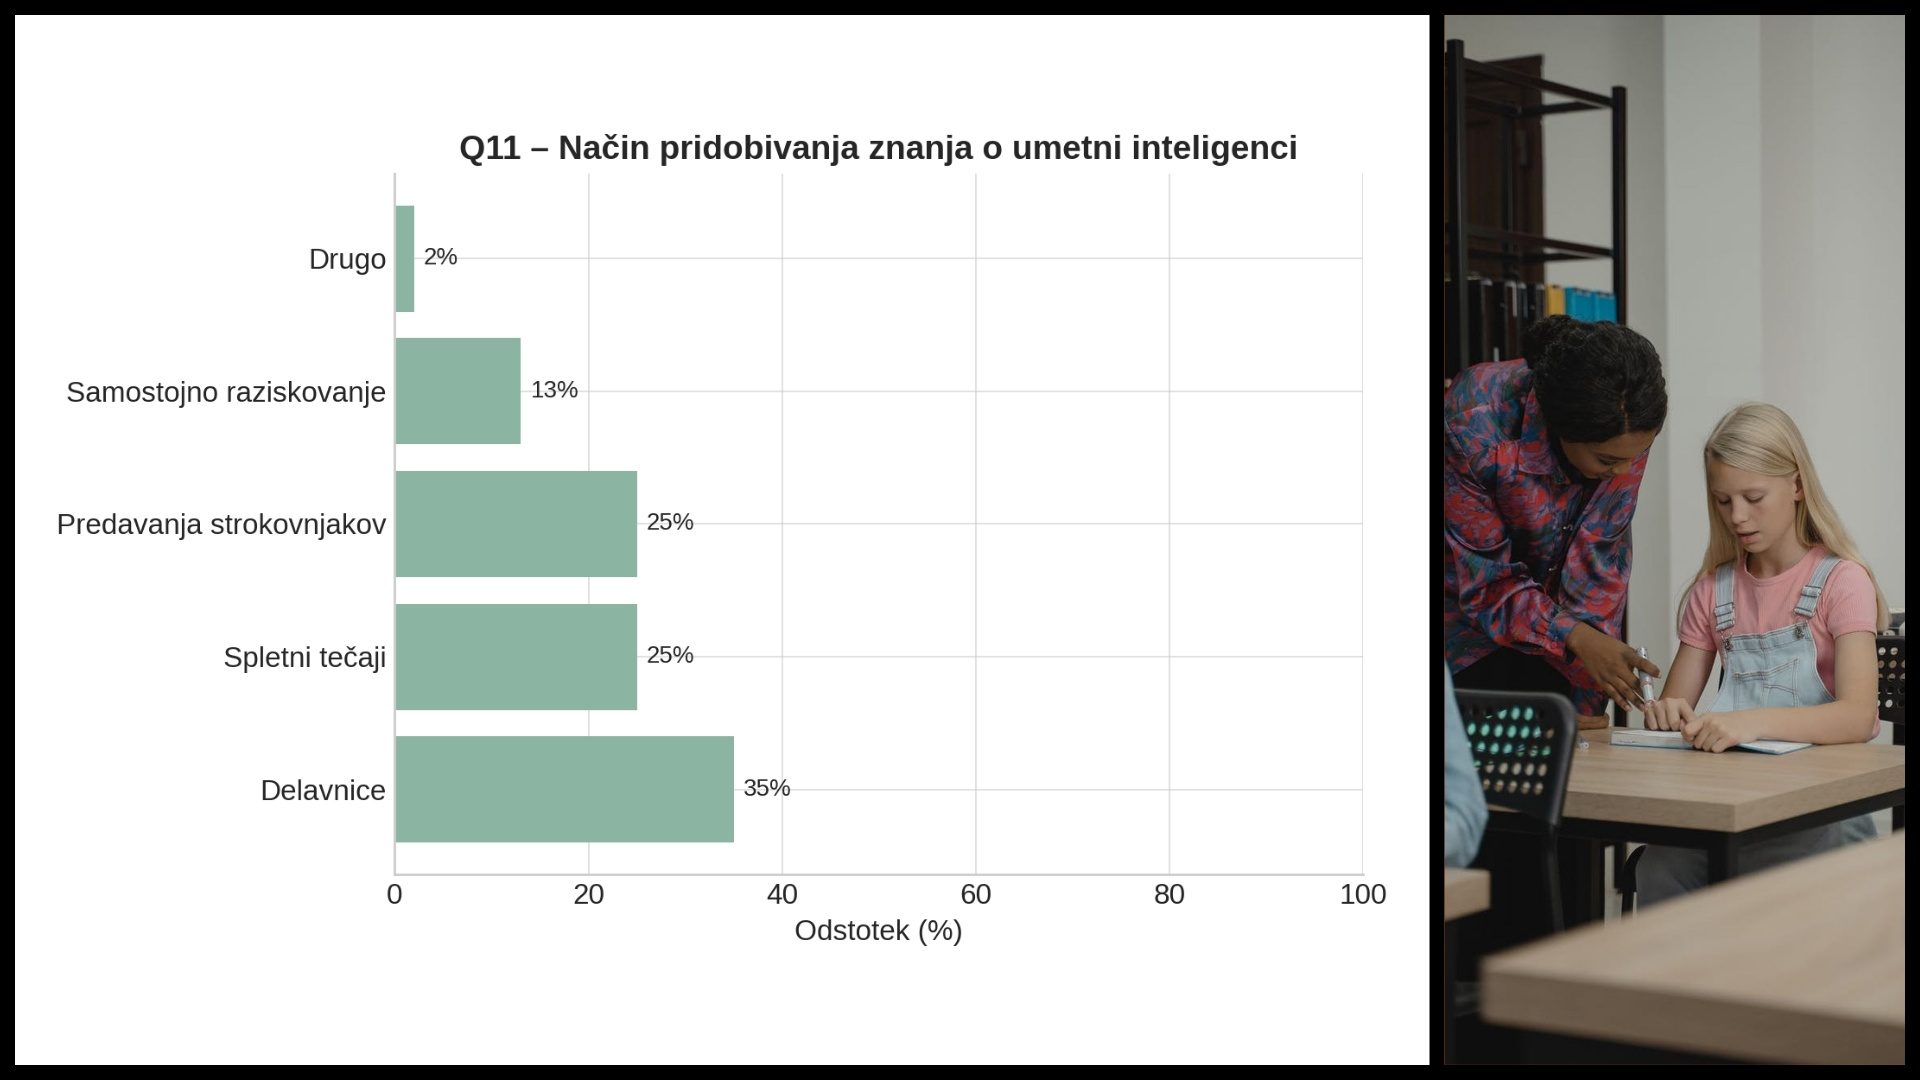 Q11 – Način pridobivanja znanja o umetni inteligenci
Drugo 2%
Samostojno raziskovanje 13%
Predavanja strokovnjakov 25%
Spletni tečaji 25%
Delavnice 35%
0 20 40 60 80 100
Odstotek (%)